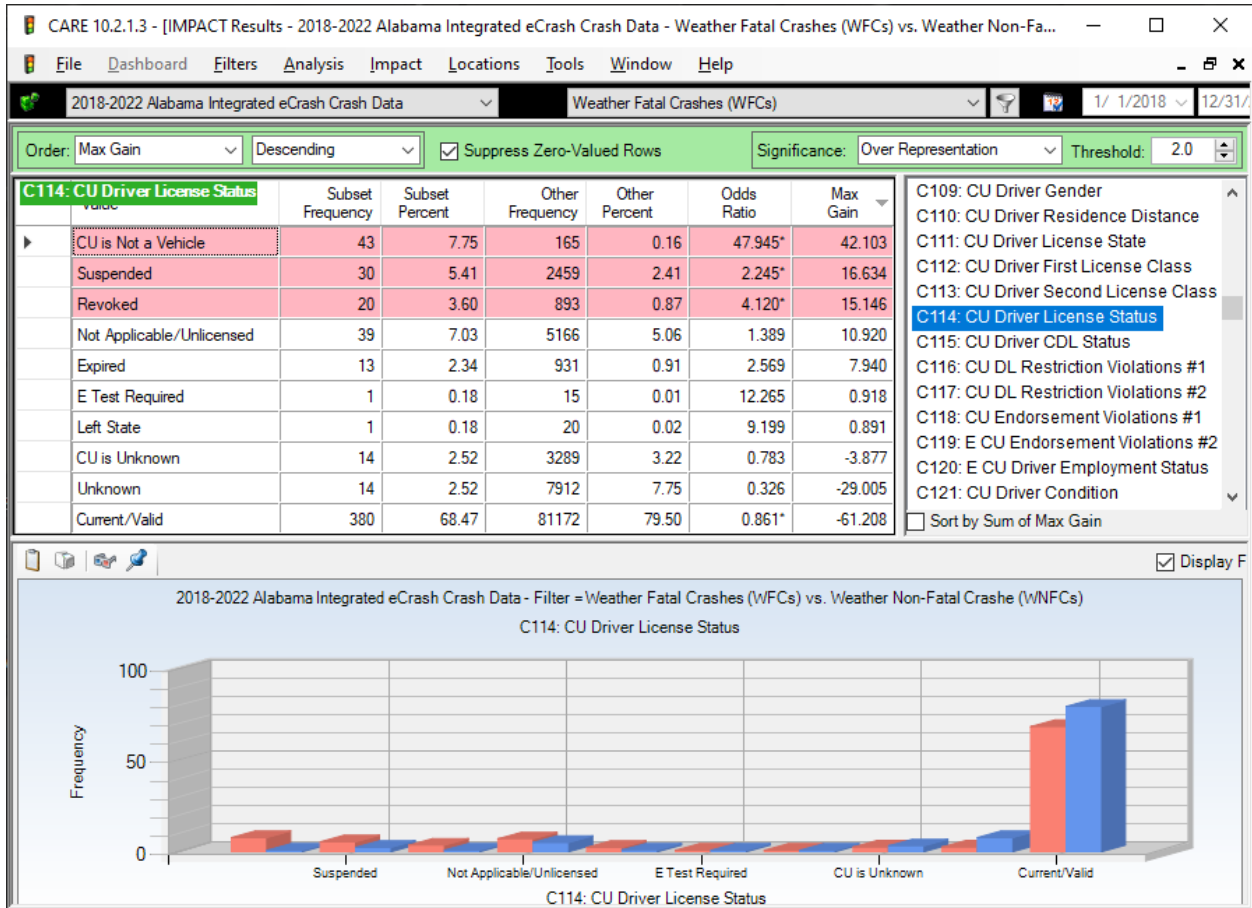 CARE 10.2.1.3 - [IMPACT Results - 2018-2022 Alabama Integrated eCrash Crash Data - Weather Fatal Crashes (WFCs) vs. Weather Non-Fa...
File Dashboard Filters Analysis Impact Locations Tools Window Help
2018-2022 Alabama Integrated eCrash Crash Data Weather Fatal Crashes (WFCs) 1/ 1/2018 12/31/
Order: Max Gain Descending Suppress Zero-Valued Rows Significance: Over Representation Threshold: 2.0
C114: CU Driver License Status Subset Frequency Subset Percent Other Frequency Other Percent Odds Ratio Max Gain
CU is Not a Vehicle 43 7.75 165 0.16 47.945* 42.103
Suspended 30 5.41 2459 2.41 2.245* 16.634
Revoked 20 3.60 893 0.87 4.120* 15.146
Not Applicable/Unlicensed 39 7.03 5166 5.06 1.389 10.920
Expired 13 2.34 931 0.91 2.569 7.940
E Test Required 1 0.18 15 0.01 12.265 0.918
Left State 1 0.18 20 0.02 9.199 0.891
CU is Unknown 14 2.52 3289 3.22 0.783 -3.877
Unknown 14 2.52 7912 7.75 0.326 -29.005
Current/Valid 380 68.47 81172 79.50 0.861* -61.208
C109: CU Driver Gender
C110: CU Driver Residence Distance
C111: CU Driver License State
C112: CU Driver First License Class
C113: CU Driver Second License Class
C114: CU Driver License Status
C115: CU Driver CDL Status
C116: CU DL Restriction Violations #1
C117: CU DL Restriction Violations #2
C118: CU Endorsement Violations #1
C119: E CU Endorsement Violations #2
C120: E CU Driver Employment Status
C121: CU Driver Condition
Sort by Sum of Max Gain
Display F
2018-2022 Alabama Integrated eCrash Crash Data - Filter = Weather Fatal Crashes (WFCs) vs. Weather Non-Fatal Crashe (WNFCs)
C114: CU Driver License Status
100
50
0
Frequency
Suspended Not Applicable/Unlicensed E Test Required CU is Unknown Current/Valid
C114: CU Driver License Status